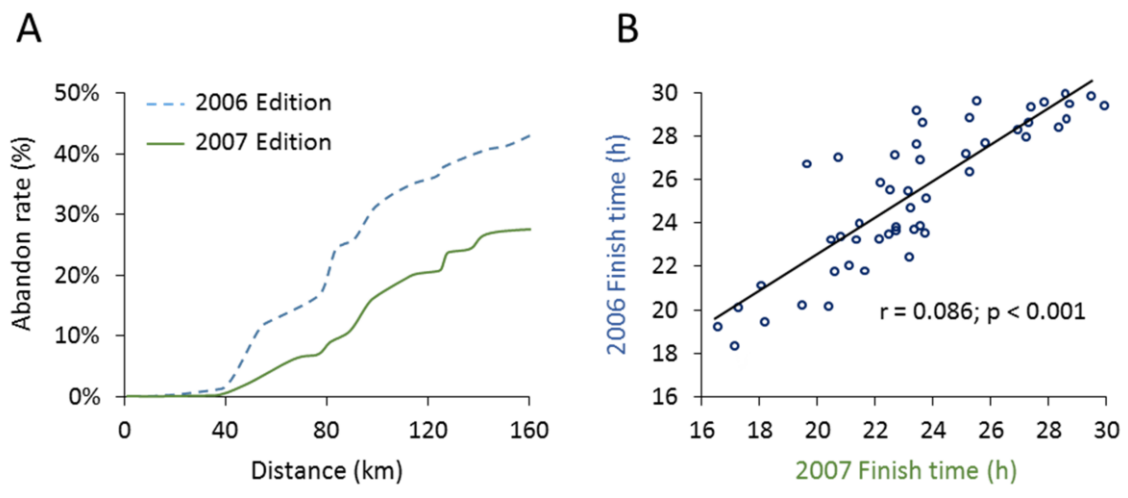 A
50%
40%
30%
20%
10%
0%
Abandon rate (%)
2006 Edition
2007 Edition
0 40 80 120 160
Distance (km)
B
30
28
26
24
22
20
18
16
2006 Finish time (h)
r = 0.086; p < 0.001
16 18 20 22 24 26 28 30
2007 Finish time (h)